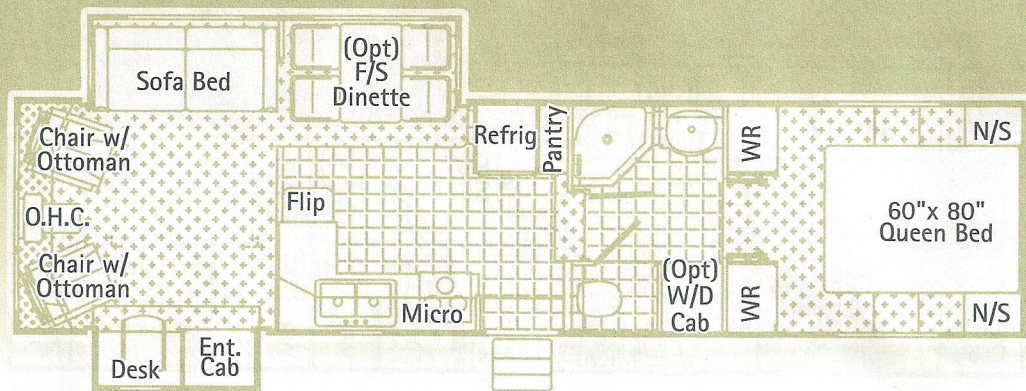 Sofa Bed
(Opt)
F/S
Dinette
Chair w/
Ottoman
O.H.C.
Chair w/
Ottoman
Desk
Ent.
Cab
Flip
Micro
Refrig
Pantry
(Opt)
W/D
Cab
WR
WR
N/S
60"x 80"
Queen Bed
N/S